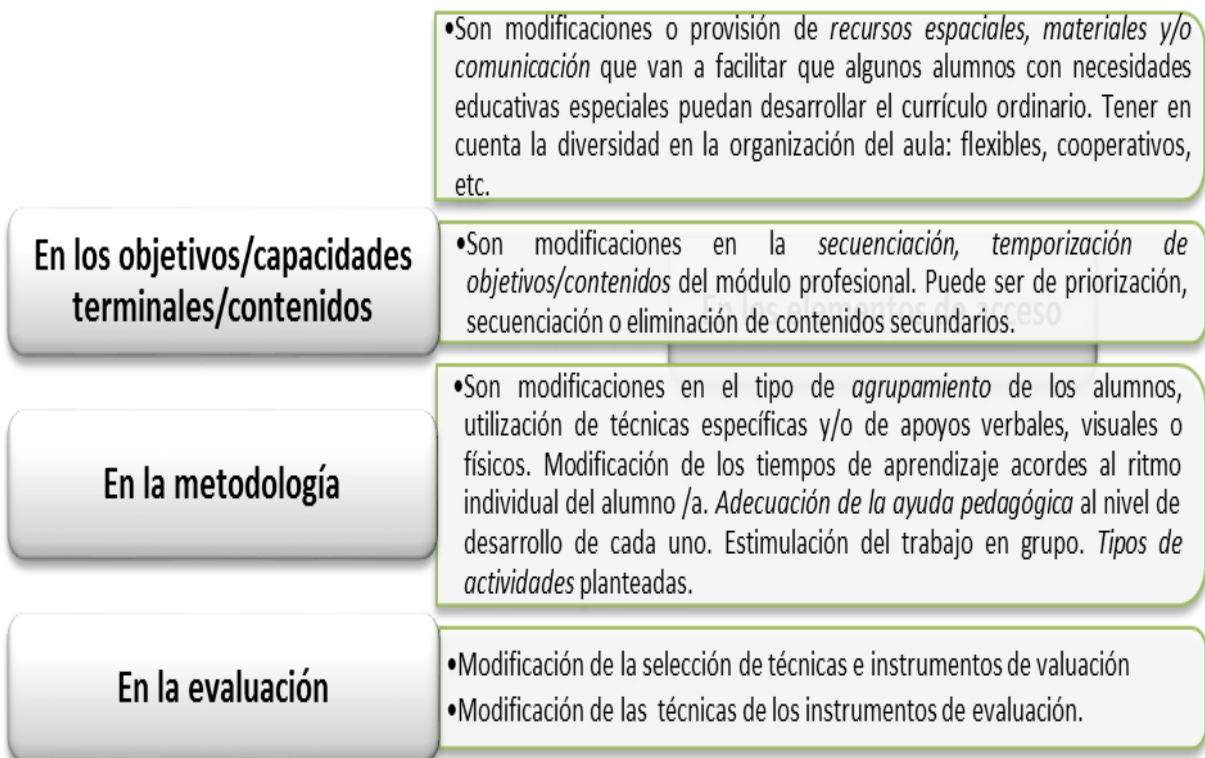 •Son modificaciones o provisión de recursos espaciales, materiales y/o
comunicación que van a facilitar que algunos alumnos con necesidades
educativas especiales puedan desarrollar el currículo ordinario. Tener en
cuenta la diversidad en la organización del aula: flexibles, cooperativos,
etc.
En los objetivos/capacidades
terminales/contenidos
•Son modificaciones en la secuenciación, temporización de
objetivos/contenidos del módulo profesional. Puede ser de priorización,
secuenciación o eliminación de contenidos secundarios.
En los elementos de acceso
En la metodología
•Son modificaciones en el tipo de agrupamiento de los alumnos,
utilización de técnicas específicas y/o de apoyos verbales, visuales o
físicos. Modificación de los tiempos de aprendizaje acordes al ritmo
individual del alumno /a. Adecuación de la ayuda pedagógica al nivel de
desarrollo de cada uno. Estimulación del trabajo en grupo. Tipos de
actividades planteadas.
En la evaluación
•Modificación de la selección de técnicas e instrumentos de valuación
•Modificación de las técnicas de los instrumentos de evaluación.